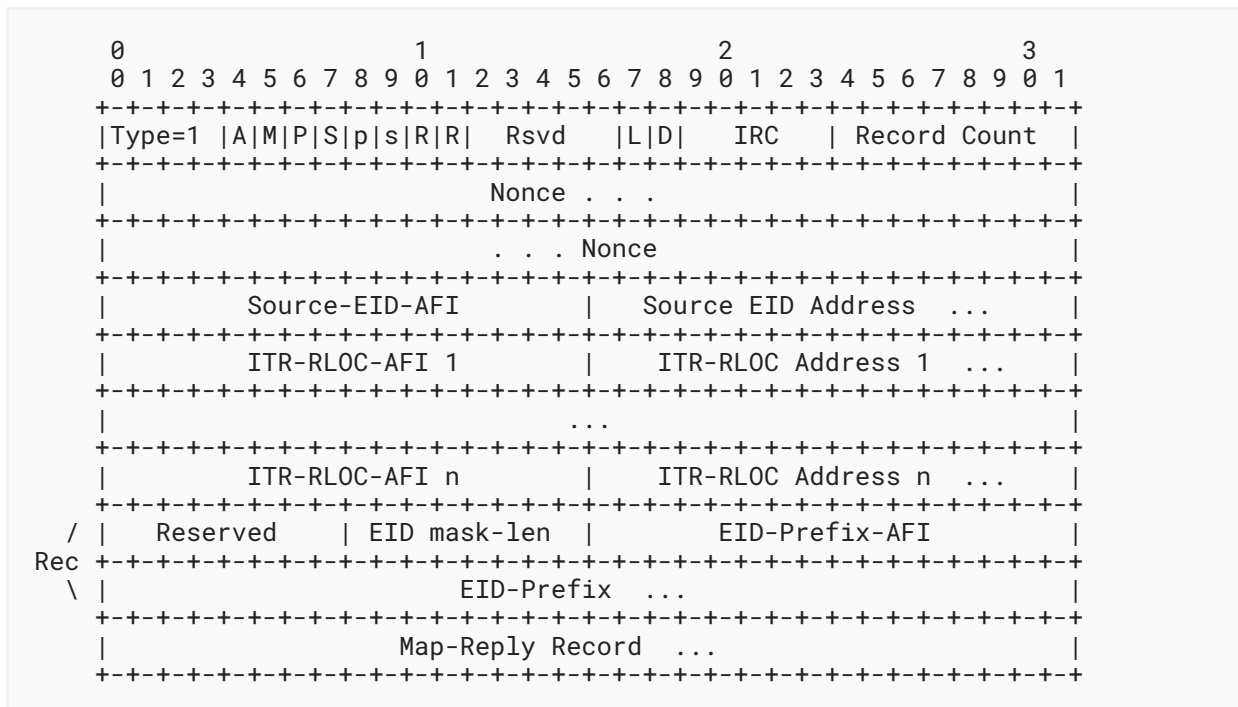 0                   1                   2                   3
        0 1 2 3 4 5 6 7 8 9 0 1 2 3 4 5 6 7 8 9 0 1 2 3 4 5 6 7 8 9 0 1
       +-+-+-+-+-+-+-+-+-+-+-+-+-+-+-+-+-+-+-+-+-+-+-+-+-+-+-+-+-+-+-+-+
       |Type=1 |A|M|P|S|p|s|R|R|  Rsvd   |L|D|   IRC   | Record Count  |
       +-+-+-+-+-+-+-+-+-+-+-+-+-+-+-+-+-+-+-+-+-+-+-+-+-+-+-+-+-+-+-+-+
       |                         Nonce . . .                           |
       +-+-+-+-+-+-+-+-+-+-+-+-+-+-+-+-+-+-+-+-+-+-+-+-+-+-+-+-+-+-+-+-+
       |                         . . . Nonce                           |
       +-+-+-+-+-+-+-+-+-+-+-+-+-+-+-+-+-+-+-+-+-+-+-+-+-+-+-+-+-+-+-+-+
       |         Source-EID-AFI        |   Source EID Address  ...     |
       +-+-+-+-+-+-+-+-+-+-+-+-+-+-+-+-+-+-+-+-+-+-+-+-+-+-+-+-+-+-+-+-+
       |         ITR-RLOC-AFI 1        |    ITR-RLOC Address 1  ...    |
       +-+-+-+-+-+-+-+-+-+-+-+-+-+-+-+-+-+-+-+-+-+-+-+-+-+-+-+-+-+-+-+-+
       |                              ...                              |
       +-+-+-+-+-+-+-+-+-+-+-+-+-+-+-+-+-+-+-+-+-+-+-+-+-+-+-+-+-+-+-+-+
       |         ITR-RLOC-AFI n        |    ITR-RLOC Address n  ...    |
       +-+-+-+-+-+-+-+-+-+-+-+-+-+-+-+-+-+-+-+-+-+-+-+-+-+-+-+-+-+-+-+-+
     / |   Reserved    | EID mask-len  |        EID-Prefix-AFI         |
   Rec +-+-+-+-+-+-+-+-+-+-+-+-+-+-+-+-+-+-+-+-+-+-+-+-+-+-+-+-+-+-+-+-+
     \ |                       EID-Prefix  ...                         |
       +-+-+-+-+-+-+-+-+-+-+-+-+-+-+-+-+-+-+-+-+-+-+-+-+-+-+-+-+-+-+-+-+
       |                   Map-Reply Record  ...                       |
       +-+-+-+-+-+-+-+-+-+-+-+-+-+-+-+-+-+-+-+-+-+-+-+-+-+-+-+-+-+-+-+-+